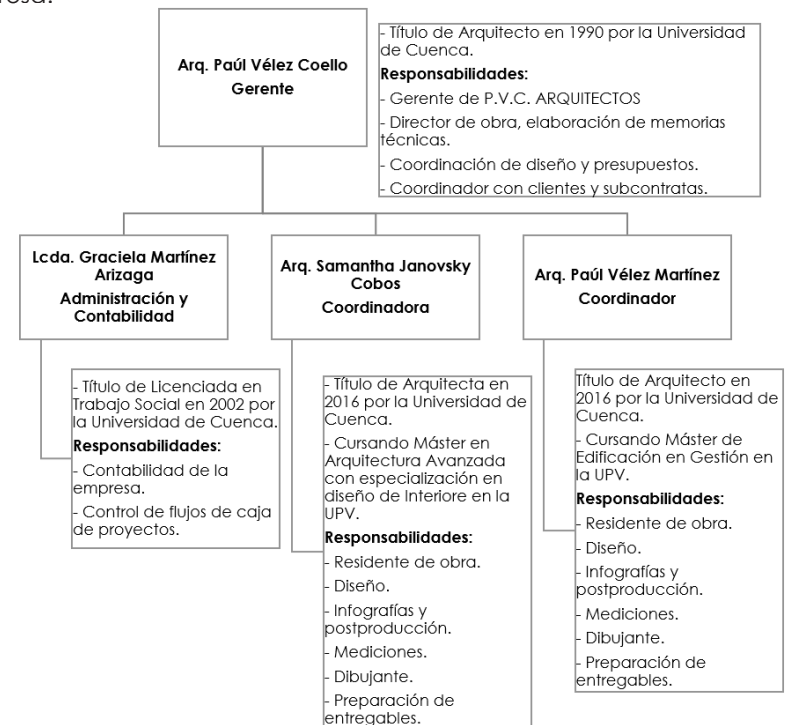 Arq. Paúl Vélez Coello
Gerente
- Título de Arquitecto en 1990 por la Universidad
de Cuenca.
Responsabilidades:
- Gerente de P.V.C. ARQUITECTOS
- Director de obra, elaboración de memorias
técnicas.
- Coordinación de diseño y presupuestos.
- Coordinador con clientes y subcontratas.
Lcda. Graciela Martínez
Arizaga
Administración y
Contabilidad
- Título de Licenciada en
Trabajo Social en 2002 por
la Universidad de Cuenca.
Responsabilidades:
- Contabilidad de la
empresa.
- Control de flujos de caja
de proyectos.
Arq. Samantha Janovsky
Cobos
Coordinadora
- Título de Arquitecta en
2016 por la Universidad de
Cuenca.
- Cursando Máster en
Arquitectura Avanzada
con especialización en
diseño de Interiore en la
UPV.
Responsabilidades:
- Residente de obra.
- Diseño.
- Infografías y
postproducción.
- Mediciones.
- Dibujante.
- Preparación de
entregables.
Arq. Paúl Vélez Martínez
Coordinador
Título de Arquitecto en
2016 por la Universidad de
Cuenca.
- Cursando Máster de
Edificación en Gestión en
la UPV.
Responsabilidades:
- Residente de obra.
- Diseño.
- Infografías y
postproducción.
- Mediciones.
- Dibujante.
- Preparación de
entregables.